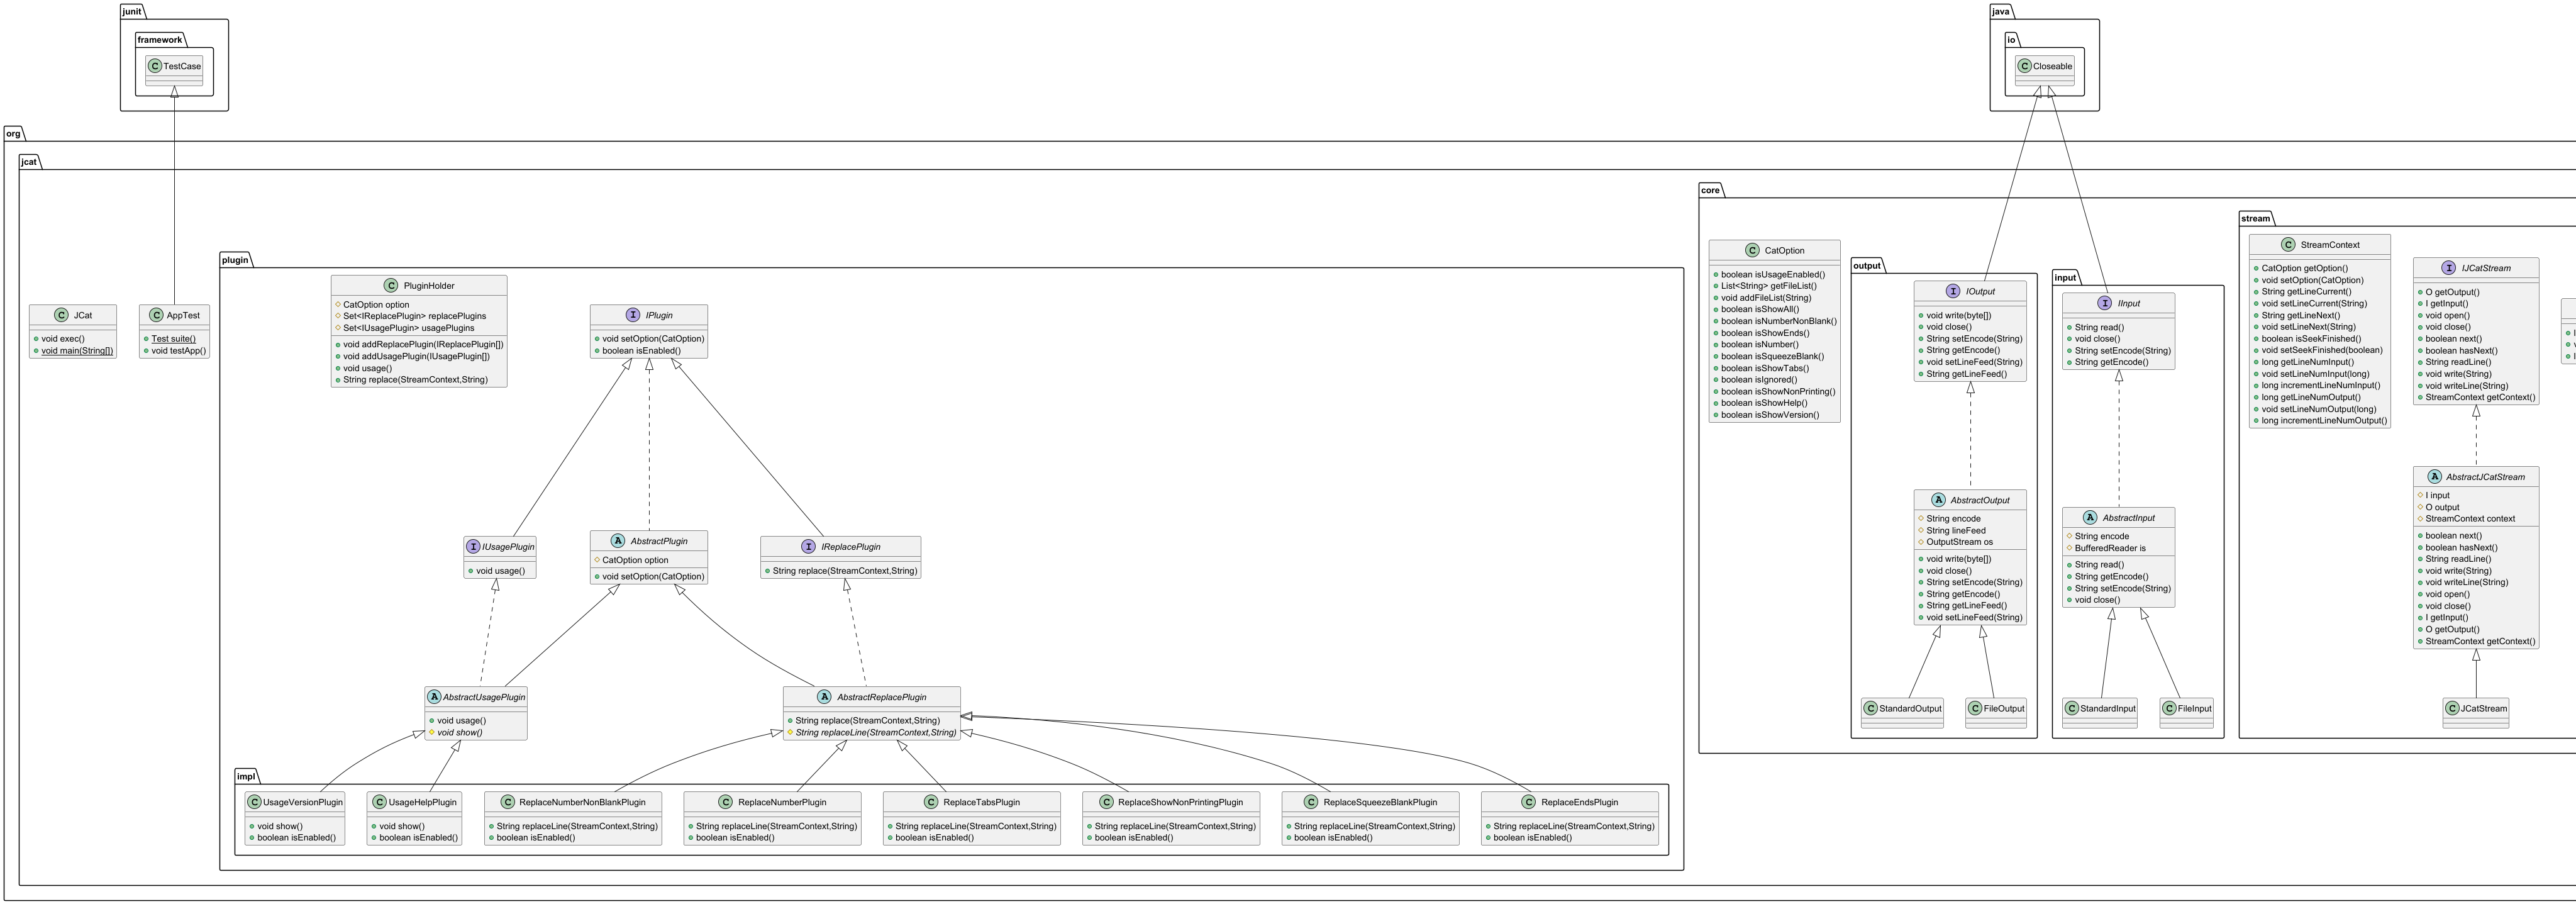 junit
framework
TestCase
java
io
Closeable
org
jcat
JCat
void exec()
void main(String[])
AppTest
Test suite()
void testApp()
plugin
PluginHolder
CatOption option
Set<IReplacePlugin> replacePlugins
Set<IUsagePlugin> usagePlugins
void addReplacePlugin(IReplacePlugin[])
void addUsagePlugin(IUsagePlugin[])
void usage()
String replace(StreamContext,String)
IPlugin
void setOption(CatOption)
boolean isEnabled()
IUsagePlugin
void usage()
AbstractPlugin
CatOption option
void setOption(CatOption)
IReplacePlugin
String replace(StreamContext,String)
AbstractUsagePlugin
void usage()
void show()
AbstractReplacePlugin
String replace(StreamContext,String)
String replaceLine(StreamContext,String)
impl
UsageVersionPlugin
void show()
boolean isEnabled()
UsageHelpPlugin
void show()
boolean isEnabled()
ReplaceNumberNonBlankPlugin
String replaceLine(StreamContext,String)
boolean isEnabled()
ReplaceNumberPlugin
String replaceLine(StreamContext,String)
boolean isEnabled()
ReplaceTabsPlugin
String replaceLine(StreamContext,String)
boolean isEnabled()
ReplaceShowNonPrintingPlugin
String replaceLine(StreamContext,String)
boolean isEnabled()
ReplaceSqueezeBlankPlugin
String replaceLine(StreamContext,String)
boolean isEnabled()
ReplaceEndsPlugin
String replaceLine(StreamContext,String)
boolean isEnabled()
core
CatOption
boolean isUsageEnabled()
List<String> getFileList()
void addFileList(String)
boolean isShowAll()
boolean isNumberNonBlank()
boolean isShowEnds()
boolean isNumber()
boolean isSqueezeBlank()
boolean isShowTabs()
boolean isIgnored()
boolean isShowNonPrinting()
boolean isShowHelp()
boolean isShowVersion()
output
IOutput
void write(byte[])
void close()
String setEncode(String)
String getEncode()
void setLineFeed(String)
String getLineFeed()
AbstractOutput
String encode
String lineFeed
OutputStream os
void write(byte[])
void close()
String setEncode(String)
String getEncode()
String getLineFeed()
void setLineFeed(String)
StandardOutput
FileOutput
input
IInput
String read()
void close()
String setEncode(String)
String getEncode()
AbstractInput
String encode
BufferedReader is
String read()
String getEncode()
String setEncode(String)
void close()
StandardInput
FileInput
stream
StreamContext
CatOption getOption()
void setOption(CatOption)
String getLineCurrent()
void setLineCurrent(String)
String getLineNext()
void setLineNext(String)
boolean isSeekFinished()
void setSeekFinished(boolean)
long getLineNumInput()
void setLineNumInput(long)
long incrementLineNumInput()
long getLineNumOutput()
void setLineNumOutput(long)
long incrementLineNumOutput()
IJCatStream
O getOutput()
I getInput()
void open()
void close()
boolean next()
boolean hasNext()
String readLine()
void write(String)
void writeLine(String)
StreamContext getContext()
AbstractJCatStream
I input
O output
StreamContext context
boolean next()
boolean hasNext()
String readLine()
void write(String)
void writeLine(String)
void open()
void close()
I getInput()
O getOutput()
StreamContext getContext()
JCatStream